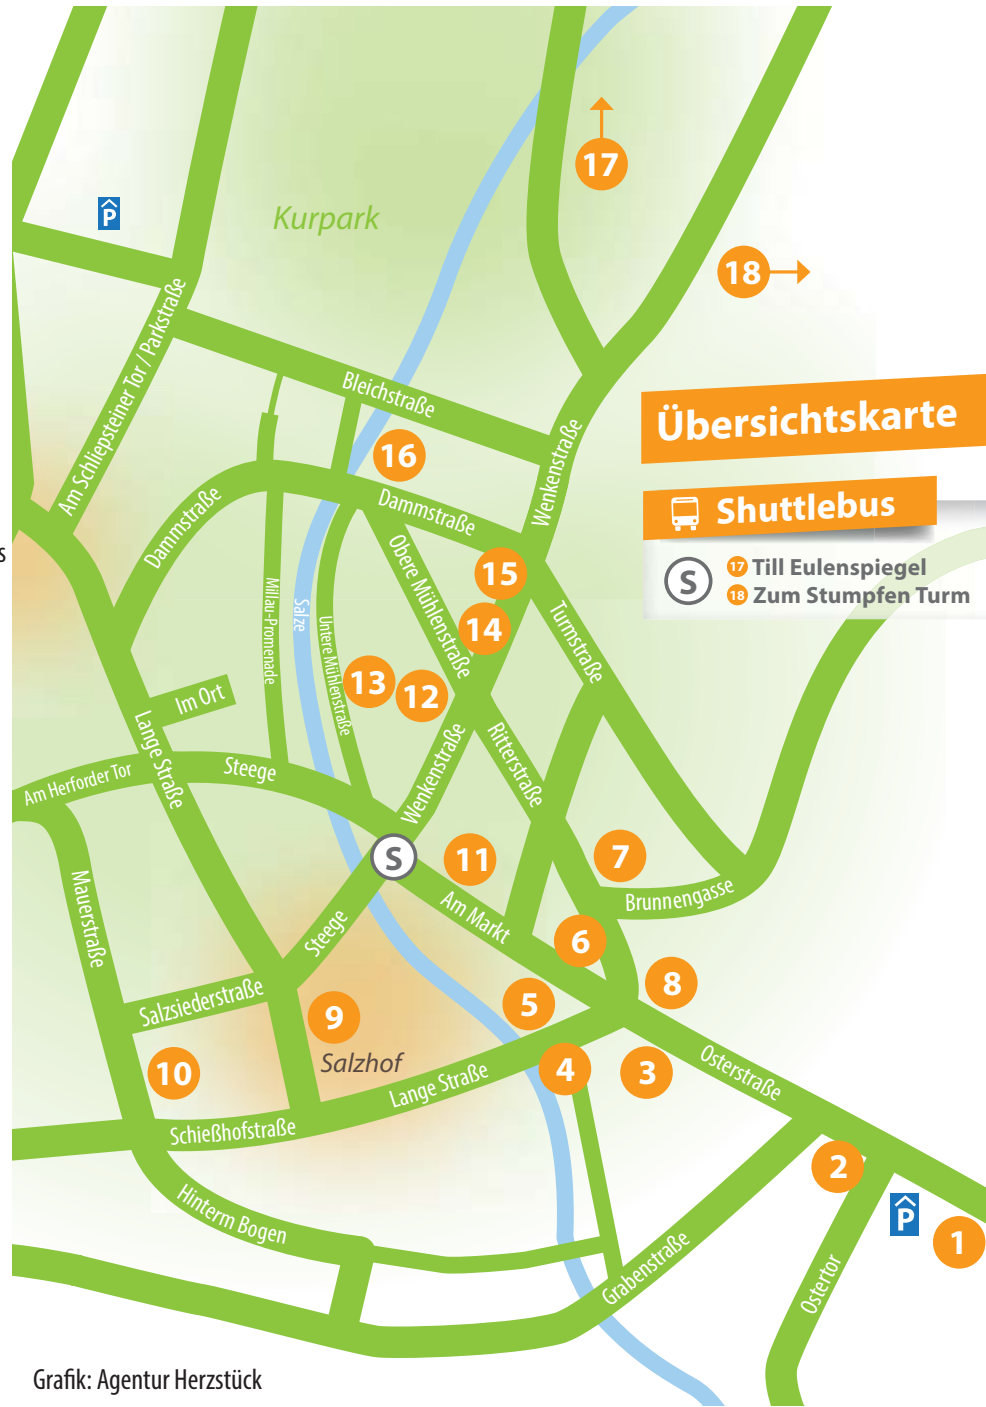 17
P
Kurpark
18
Am Schliepsteiner Tor / Parkstraße
Bleichstraße
Übersichtskarte
16
Wenkenstraße
Dammstraße
Dammstraße
Shuttlebus
s
Obere Mühlenstraße
15
S
17 Till Eulenspiegel
18 Zum Stumpfen Turm
Millau-Promenade
Salze
Untere Mühlenstraße
14
Turmstraße
13
12
Im Ort
Lange Straße
Ritterstraße
Wenkenstraße
Am Herforder Tor
Steege
S
11
7
Mauerstraße
Am Markt
Brunnengasse
Steege
6
8
Salzsiederstraße
5
9
Salzhof
10
4
3
Osterstraße
Lange Straße
Schießhofstraße
2
P
1
Hinterm Bogen
Grabenstraße
Ostertor
Grafik: Agentur Herzstück